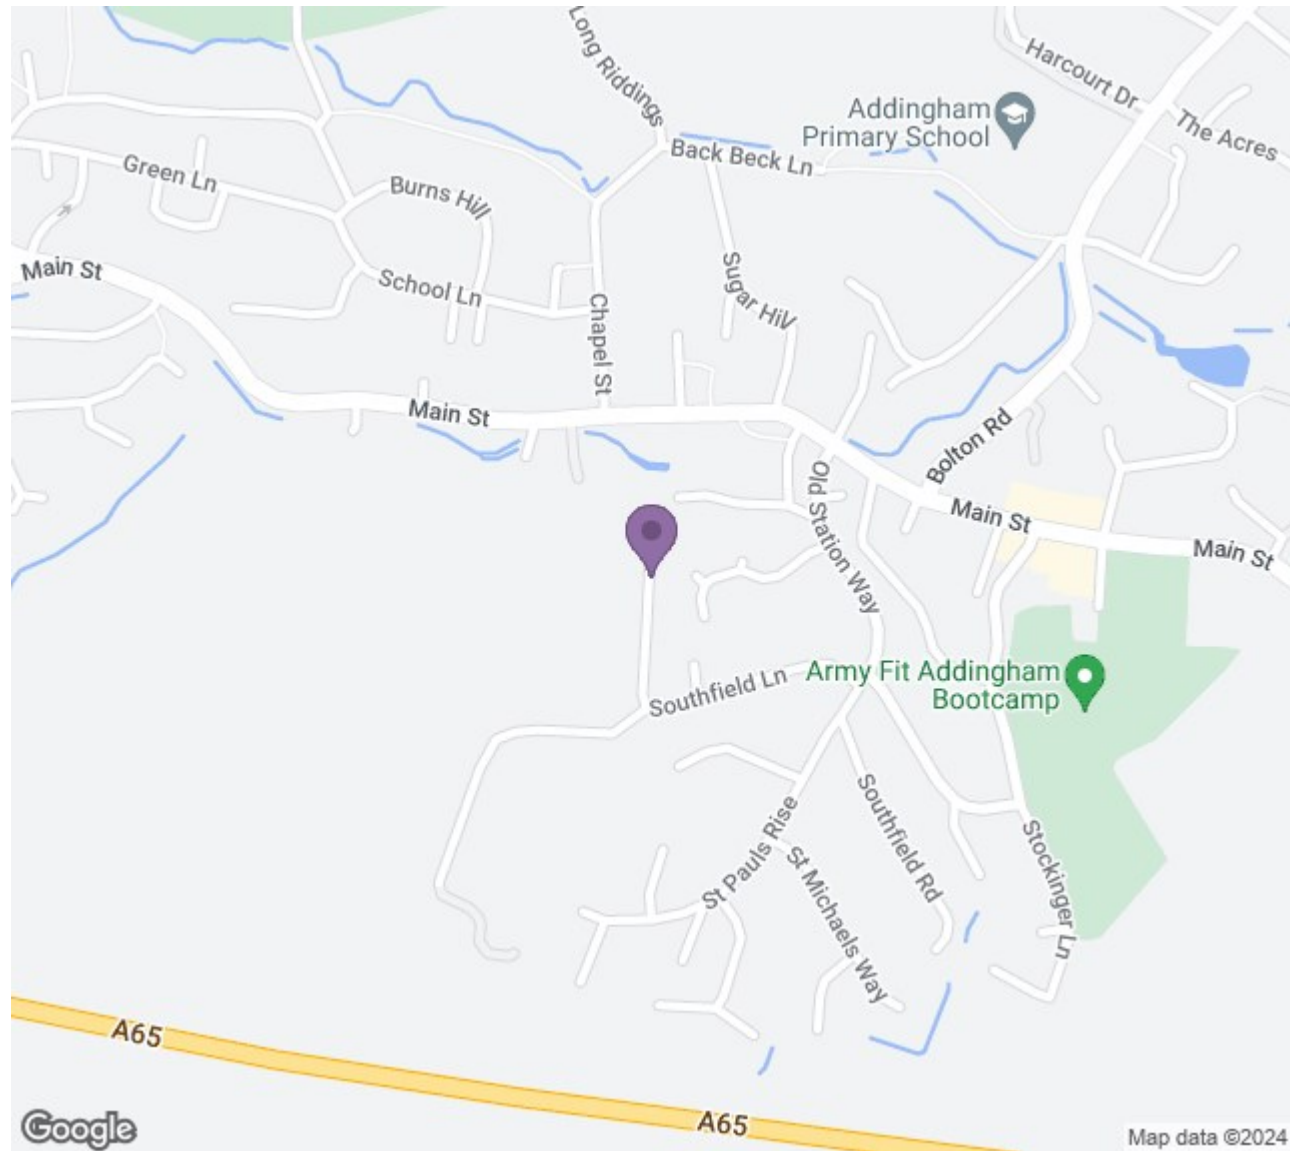 Long Riddings
Harcourt Dr
The Acres
Addingham
Primary School
Back Beck Ln
Green Ln
Burns Hill
Main St
School Ln
Sugar Hill
Chapel St
Main St
Bolton Rd
Old Station Way
Main St
Main St
Army Fit Addingham
Bootcamp
Southfield Ln
St Pauls Rise
Southfield Rd
St Michaels Way
Stockinger Ln
A65
A65
Google
Map data ©2024